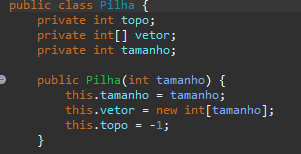 public class Pilha {
    private int topo;
    private int[] vetor;
    private int tamanho;
    public Pilha(int tamanho) {
        this.tamanho = tamanho;
        this.vetor = new int[tamanho];
        this.topo = -1;
    }